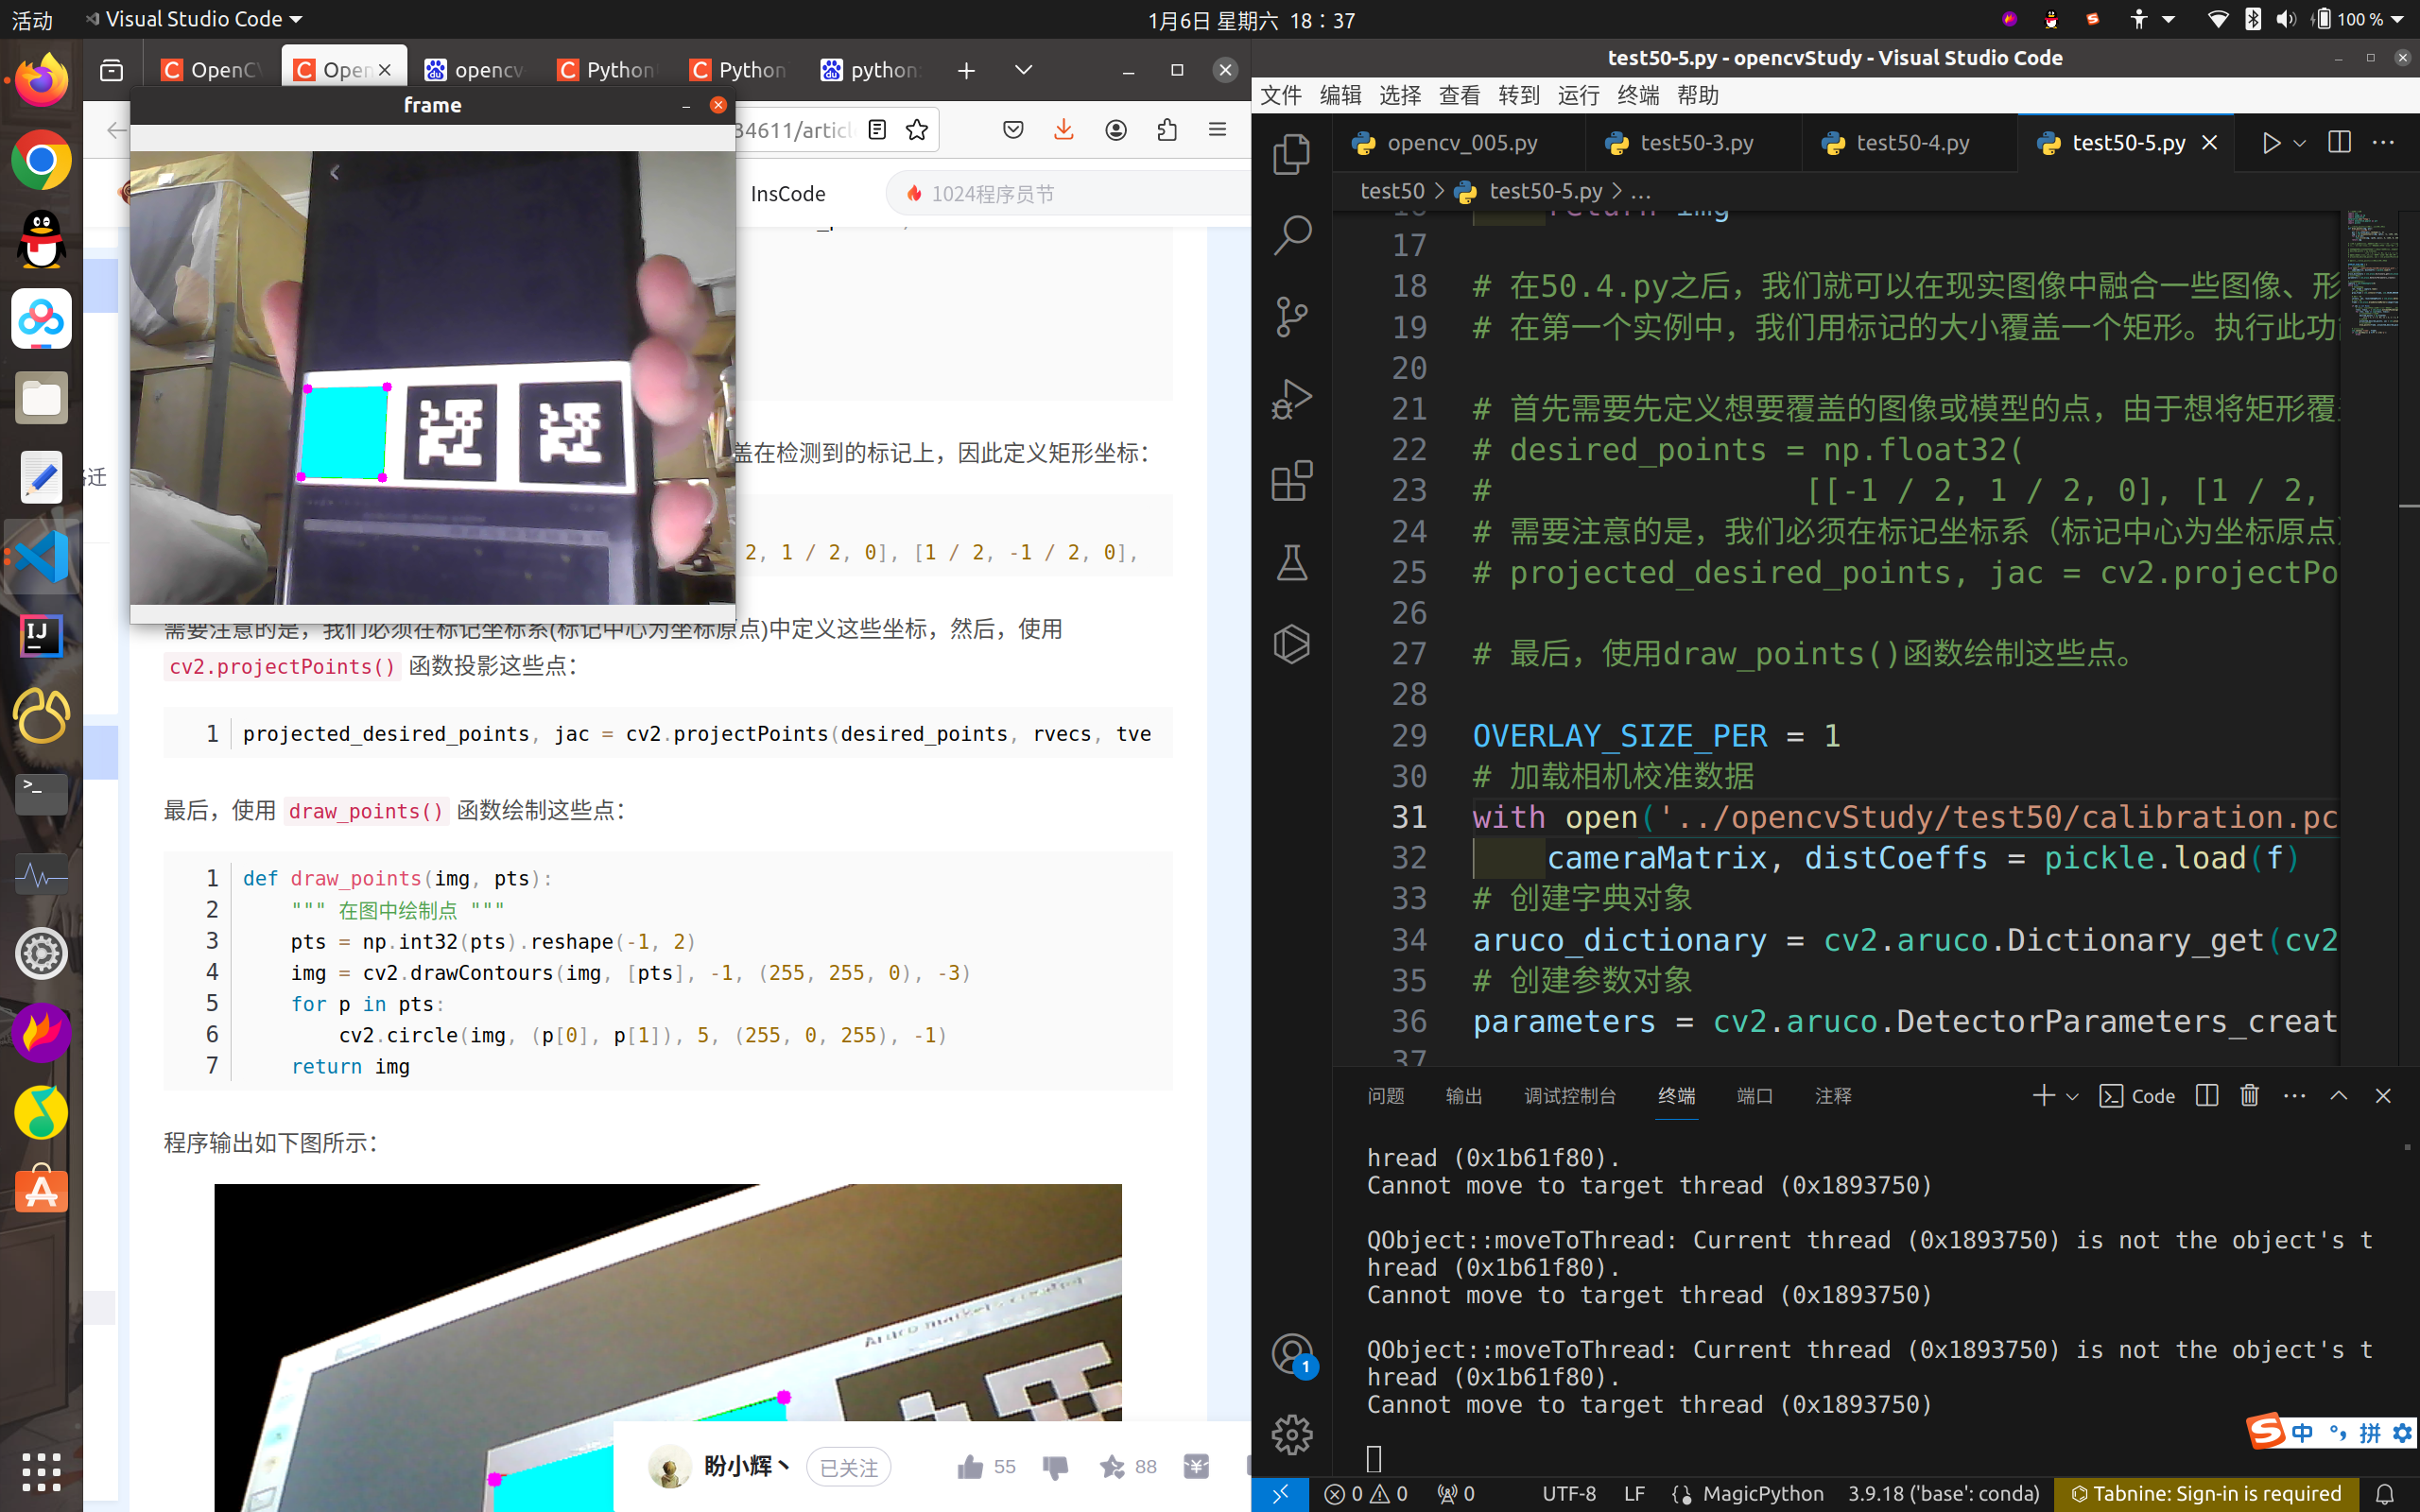 活动
Visual Studio Code
1月6日 星期六 18：37
100 %
Open
opencv
Python
Python
python
frame
34611/articl
InsCode
1024程序员节
盖在检测到的标记上，因此定义矩形坐标：
2, 1 / 2, 0], [1 / 2, -1 / 2, 0],
需要注意的是，我们必须在标记坐标系(标记中心为坐标原点)中定义这些坐标，然后，使用
cv2.projectPoints() 函数投影这些点：
1 projected_desired_points, jac = cv2.projectPoints(desired_points, rvecs, tve
最后，使用 draw_points() 函数绘制这些点：
1 def draw_points(img, pts):
2 """ 在图中绘制点 """
3 pts = np.int32(pts).reshape(-1, 2)
4 img = cv2.drawContours(img, [pts], -1, (255, 255, 0), -3)
5 for p in pts:
6 cv2.circle(img, (p[0], p[1]), 5, (255, 0, 255), -1)
7 return img
程序输出如下图所示：
盼小辉丶
已关注
55
88
test50-5.py - opencvStudy - Visual Studio Code
文件 编辑 选择 查看 转到 运行 终端 帮助
opencv_005.py
test50-3.py
test50-4.py
test50-5.py
test50 > test50-5.py > ...
return img
17
18 # 在50.4.py之后，我们就可以在现实图像中融合一些图像、形
19 # 在第一个实例中，我们用标记的大小覆盖一个矩形。执行此功
20
21 # 首先需要先定义想要覆盖的图像或模型的点，由于想将矩形覆
22 # desired_points = np.float32(
23 # [[-1 / 2, 1 / 2, 0], [1 / 2,
24 # 需要注意的是，我们必须在标记坐标系（标记中心为坐标原点
25 # projected_desired_points, jac = cv2.projectPo
26
27 # 最后，使用draw_points()函数绘制这些点。
28
29 OVERLAY_SIZE_PER = 1
30 # 加载相机校准数据
31 with open('../opencvStudy/test50/calibration.pc
32 cameraMatrix, distCoeffs = pickle.load(f)
33 # 创建字典对象
34 aruco_dictionary = cv2.aruco.Dictionary_get(cv2
35 # 创建参数对象
36 parameters = cv2.aruco.DetectorParameters_creat
37
问题 输出 调试控制台 终端 端口 注释
Code
hread (0x1b61f80).
Cannot move to target thread (0x1893750)
QObject::moveToThread: Current thread (0x1893750) is not the object's t
hread (0x1b61f80).
Cannot move to target thread (0x1893750)
QObject::moveToThread: Current thread (0x1893750) is not the object's t
hread (0x1b61f80).
Cannot move to target thread (0x1893750)
1
中 拼
0 0 0 UTF-8 LF MagicPython 3.9.18 ('base': conda) Tabnine: Sign-in is required